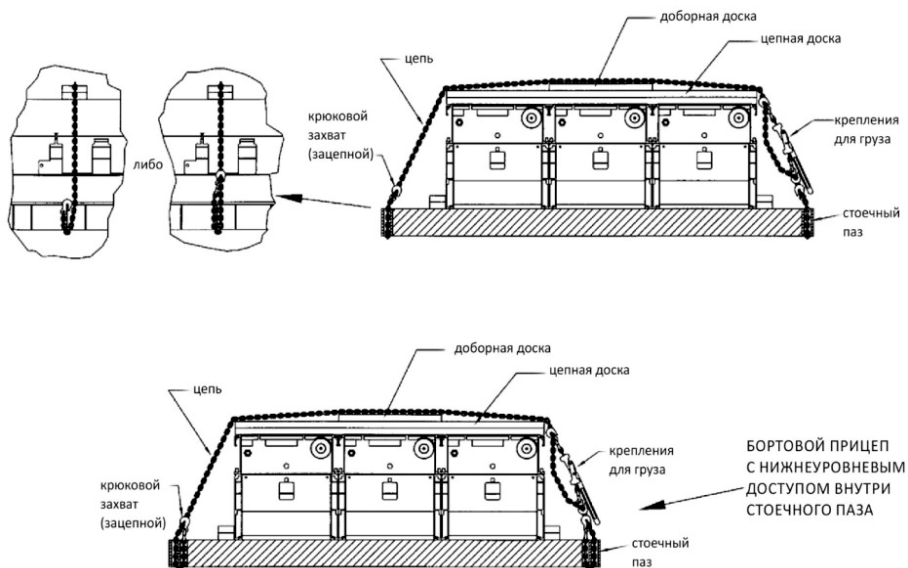 доборная доска
цепная доска
цепь
крюковой
захват
(зацепной)
либо
крепления
для груза
стоечный
паз
доборная доска
цепная доска
цепь
крепления
для груза
крюковой
захват
(зацепной)
стоечный
паз
БОРТОВОЙ ПРИЦЕП
С НИЖНЕУРОВНЕВЫМ
ДОСТУПОМ ВНУТРИ
СТОЕЧНОГО ПАЗА